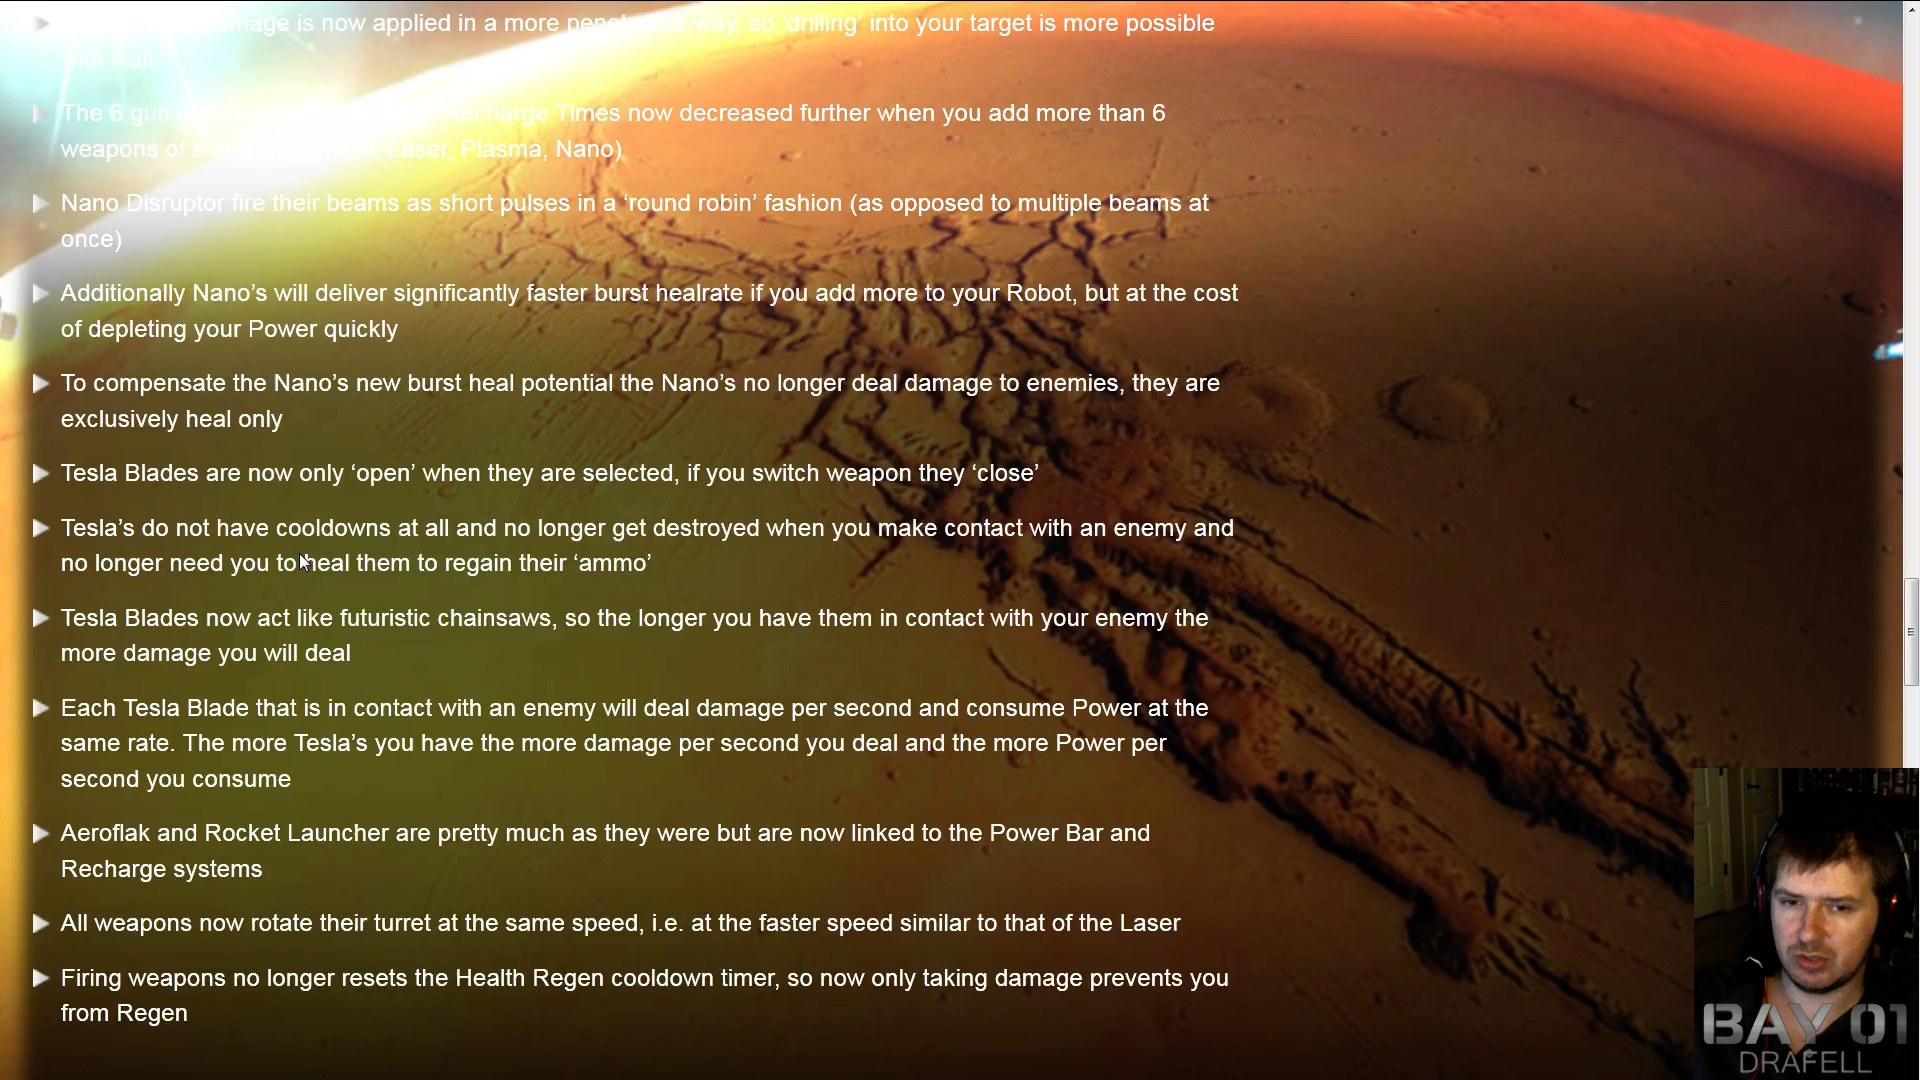 damage is now applied in a more penetrative way, so ‘drilling’ into your target is more possible
with Rail
The 6 gun Recharge Times now decreased further when you add more than 6
weapons of some Laser, Plasma, Nano)
Nano Disruptor fire their beams as short pulses in a ‘round robin’ fashion (as opposed to multiple beams at
once)
Additionally Nano’s will deliver significantly faster burst healrate if you add more to your Robot, but at the cost
of depleting your Power quickly
To compensate the Nano’s new burst heal potential the Nano’s no longer deal damage to enemies, they are
exclusively heal only
Tesla Blades are now only ‘open’ when they are selected, if you switch weapon they ‘close’
Tesla’s do not have cooldowns at all and no longer get destroyed when you make contact with an enemy and
no longer need you to heal them to regain their ‘ammo’
Tesla Blades now act like futuristic chainsaws, so the longer you have them in contact with your enemy the
more damage you will deal
Each Tesla Blade that is in contact with an enemy will deal damage per second and consume Power at the
same rate. The more Tesla’s you have the more damage per second you deal and the more Power per
second you consume
Aeroflak and Rocket Launcher are pretty much as they were but are now linked to the Power Bar and
Recharge systems
All weapons now rotate their turret at the same speed, i.e. at the faster speed similar to that of the Laser
Firing weapons no longer resets the Health Regen cooldown timer, so now only taking damage prevents you
from Regen
BAY 01
DRAFELL